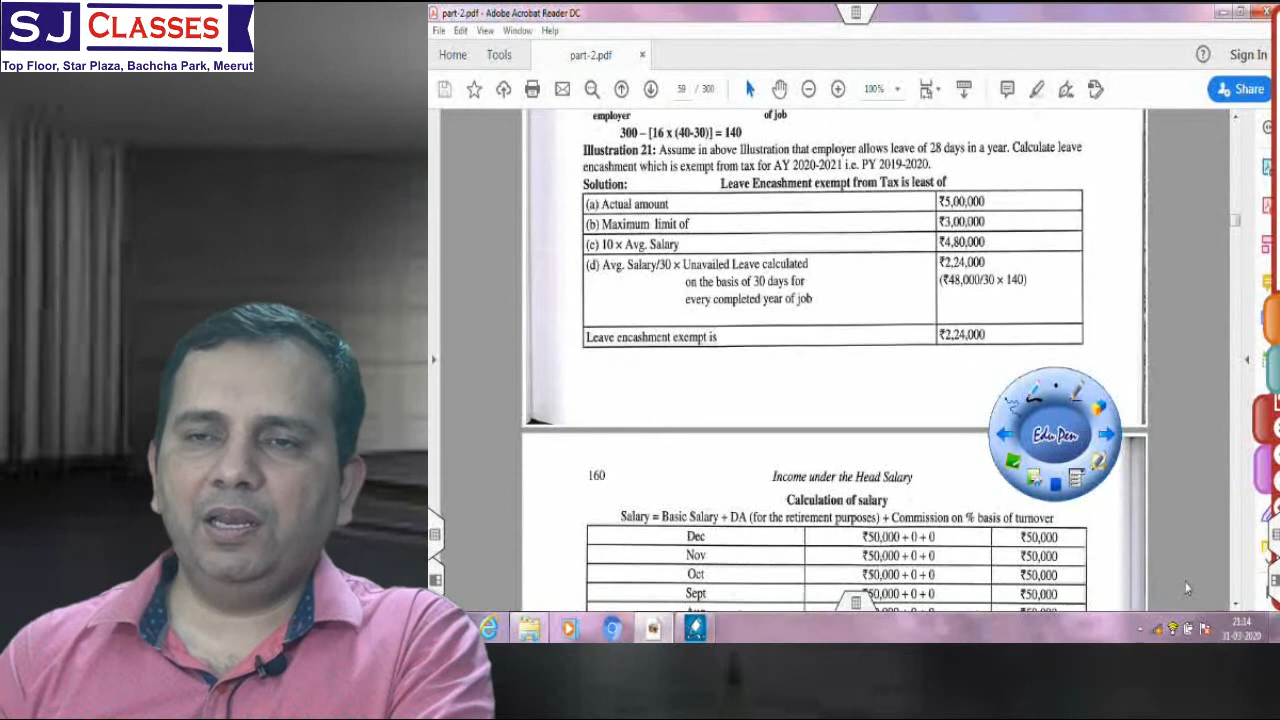 SJ CLASSES
Top Floor, Star Plaza, Bachcha Park, Meerut
part-2.pdf - Adobe Acrobat Reader DC
File Edit View Window Help
Home Tools part-2.pdf × Sign In
59 / 300 100% Share
employer of job
300 – [16 x (40-30)] = 140
Illustration 21: Assume in above Illustration that employer allows leave of 28 days in a year. Calculate leave
encashment which is exempt from tax for AY 2020-2021 i.e. PY 2019-2020.
Solution: Leave Encashment exempt from Tax is least of
(a) Actual amount ₹5,00,000
(b) Maximum limit of ₹3,00,000
(c) 10 × Avg. Salary ₹4,80,000
(d) Avg. Salary/30 × Unavailed Leave calculated ₹2,24,000
on the basis of 30 days for (₹48,000/30 × 140)
every completed year of job
Leave encashment exempt is ₹2,24,000
Edu Pen
160 Income under the Head Salary
Calculation of salary
Salary = Basic Salary + DA (for the retirement purposes) + Commission on % basis of turnover
Dec ₹50,000 + 0 + 0 ₹50,000
Nov ₹50,000 + 0 + 0 ₹50,000
Oct ₹50,000 + 0 + 0 ₹50,000
Sept ₹50,000 + 0 + 0 ₹50,000
21:14
31-03-2020